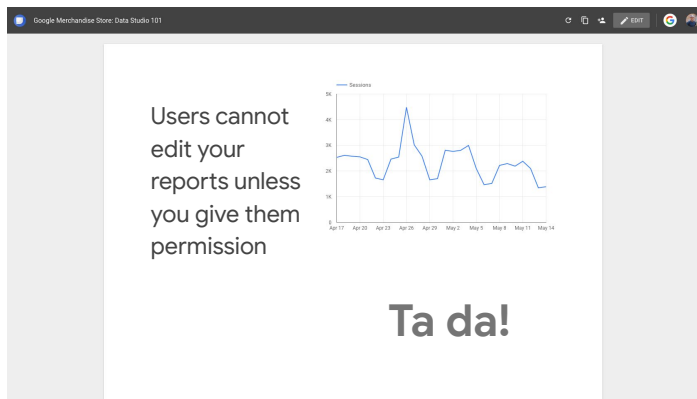 Google Merchandise Store: Data Studio 101
EDIT
Users cannot
edit your
reports unless
you give them
permission
Sessions
5K
4K
3K
2K
1K
0
Apr 17 Apr 20 Apr 23 Apr 26 Apr 29 May 2 May 5 May 8 May 11 May 14
Ta da!